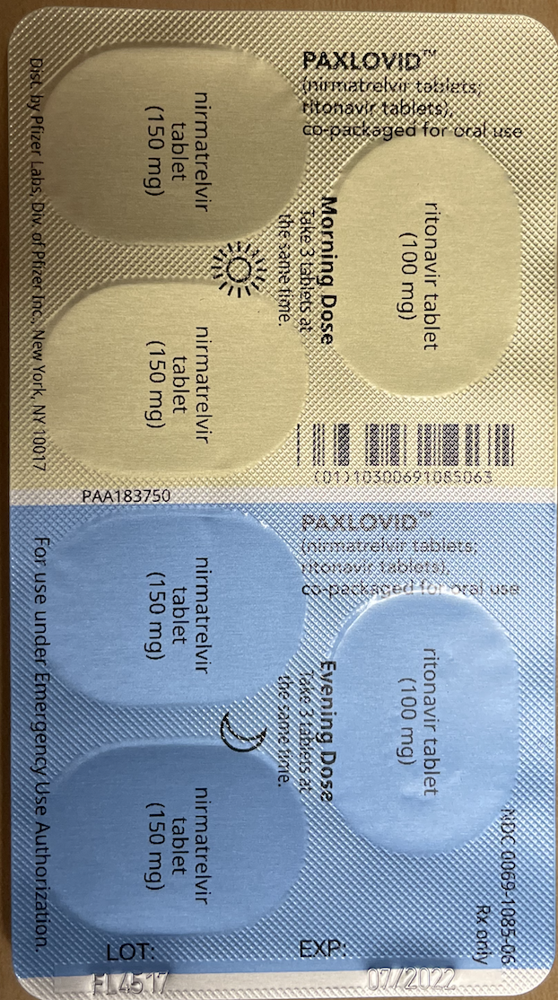 PAXLOVID™
(nirmatrelvir tablets;
ritonavir tablets),
co-packaged for oral use
ritonavir tablet
(100 mg)
Morning Dose
Take 3 tablets at
the same time.
nirmatrelvir
tablet
(150 mg)
nirmatrelvir
tablet
(150 mg)
Dist. by Pfizer Labs, Div. of Pfizer Inc., New York, NY 10017
(01)10300691085063
PAA183750
PAXLOVID™
(nirmatrelvir tablets;
ritonavir tablets),
co-packaged for oral use
ritonavir tablet
(100 mg)
Evening Dose
Take 3 tablets at
the same time.
nirmatrelvir
tablet
(150 mg)
nirmatrelvir
tablet
(150 mg)
For use under Emergency Use Authorization.
NDC 0069-1085-06
Rx only
LOT:
FL4517
EXP:
07/2022